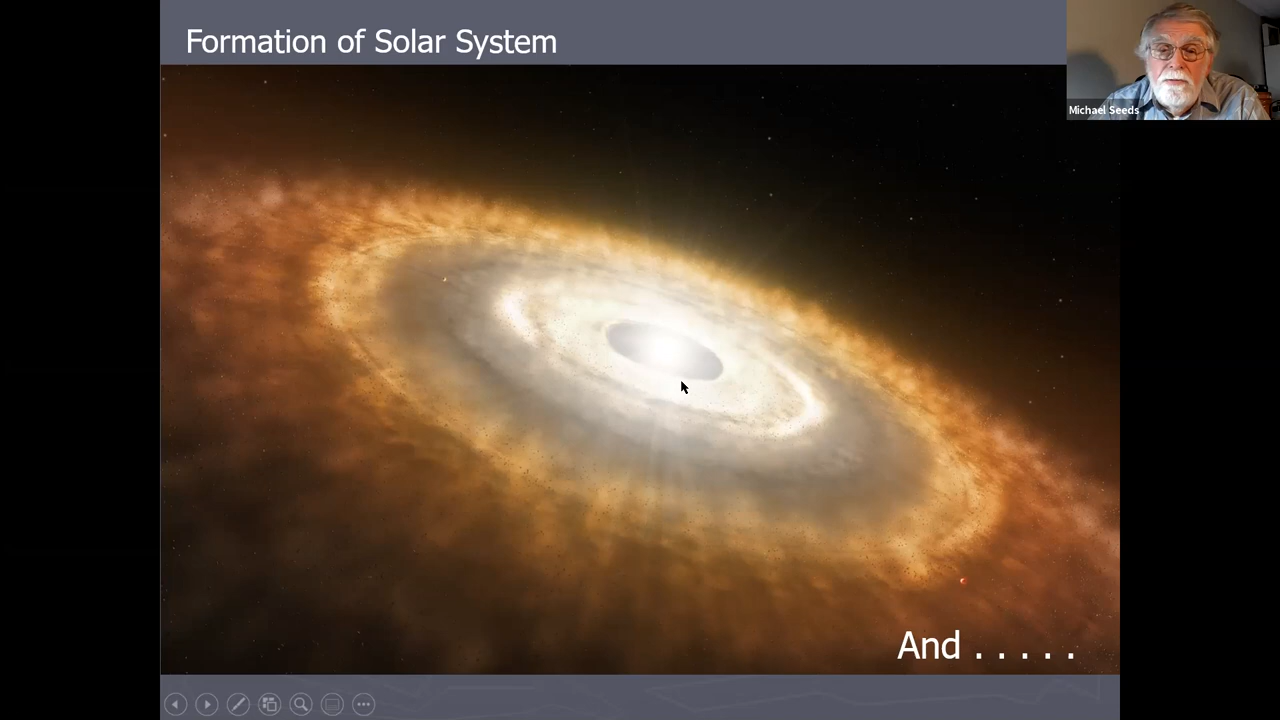 Formation of Solar System
Michael Seeds
And . . . . .